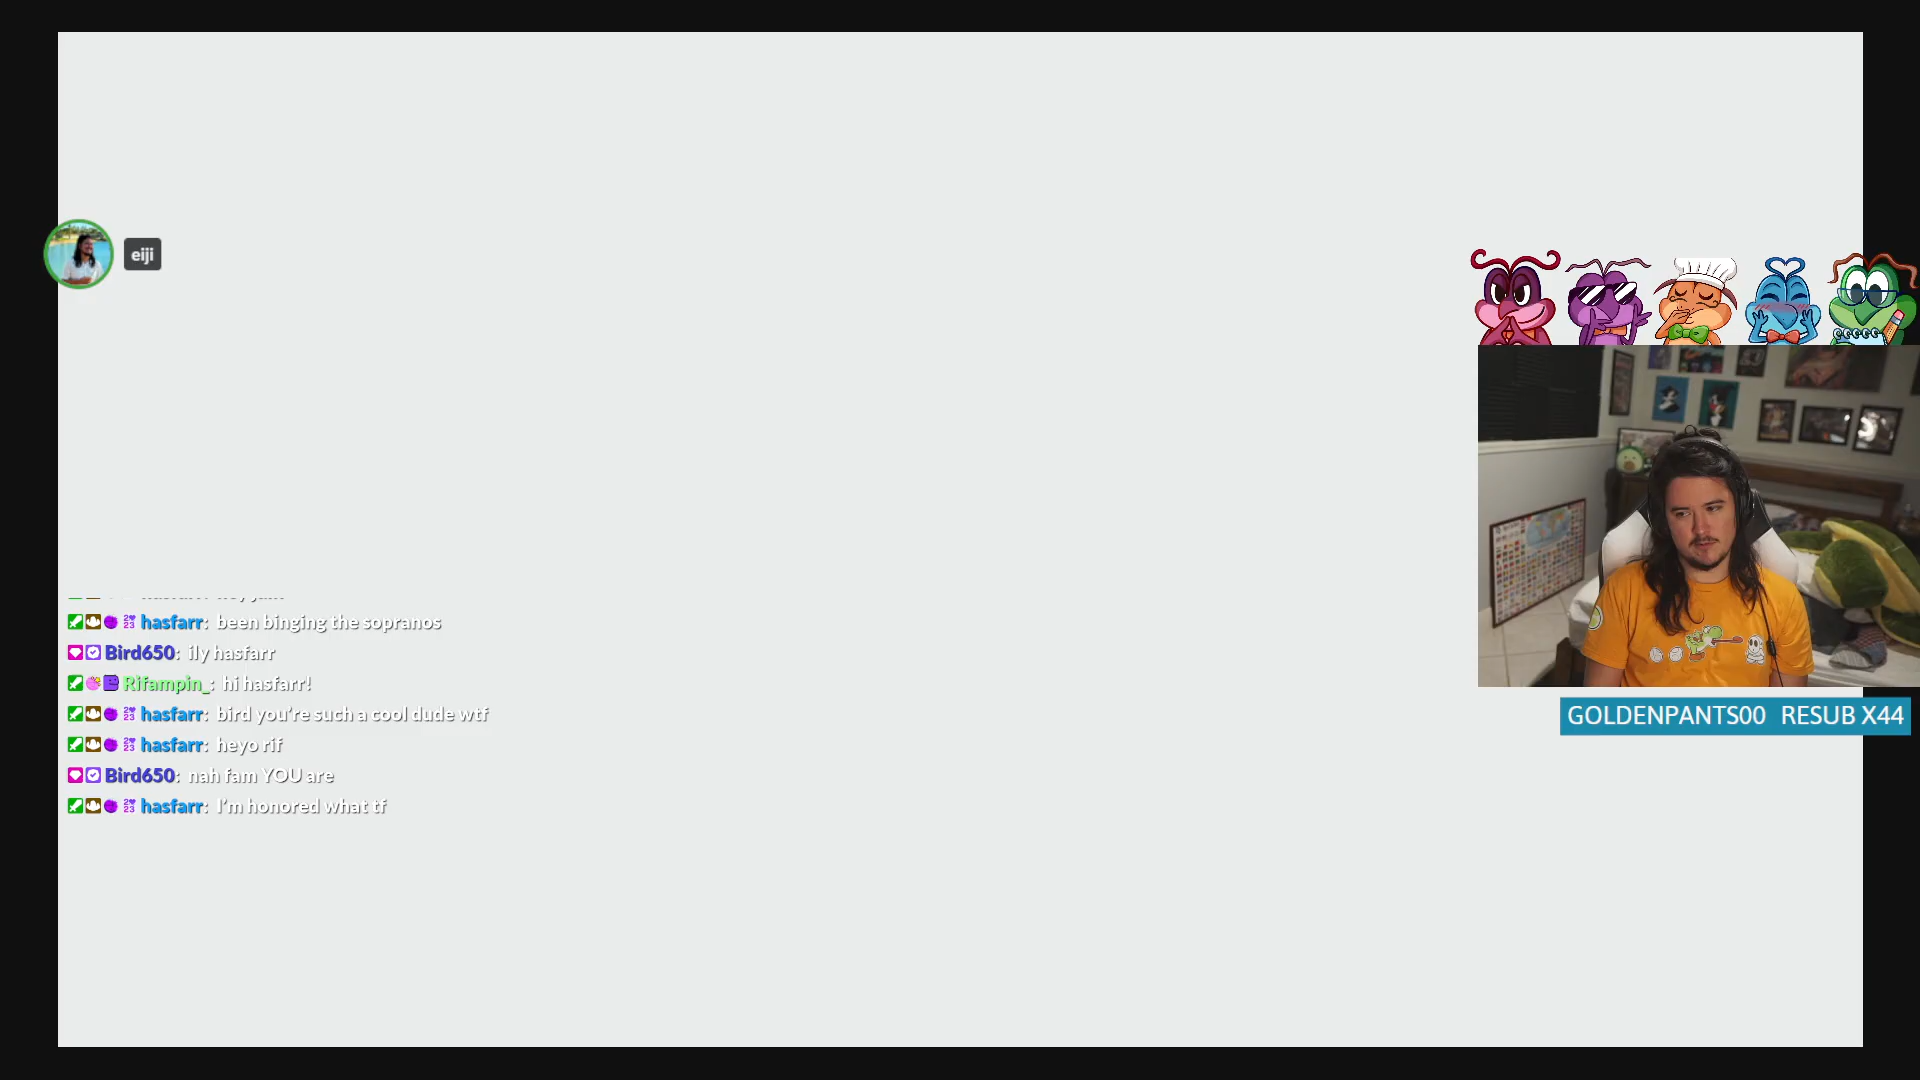 eiji
hasfarr: been binging the sopranos
Bird650: ily hasfarr
Rifampin_: hi hasfarr!
hasfarr: bird you're such a cool dude wtf
hasfarr: heyo rif
Bird650: nah fam YOU are
hasfarr: I'm honored what tf
GOLDENPANTS00 RESUB X44